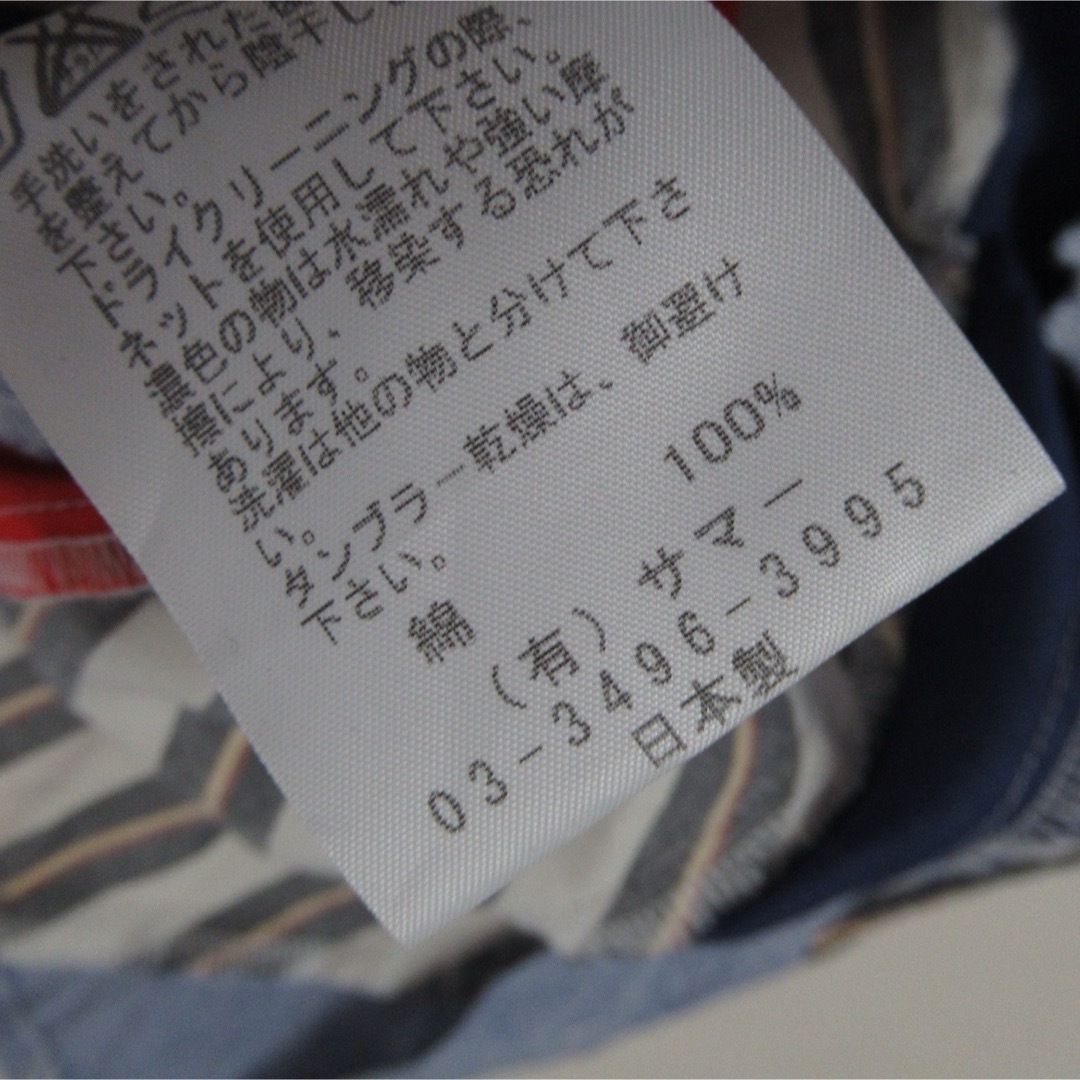 手洗いをされた
を整えてから陰干し
下さい。
ドライクリーニングの際、
ネットを使用して下さい。
濃色の物は水濡れや強い摩
擦により、移染する恐れが
あります。
洗濯は他の物と分けて下さ
い。
タンブラー乾燥は、御避け
下さい。
綿 100%
(有)サマー
03-3496-3995
日本製